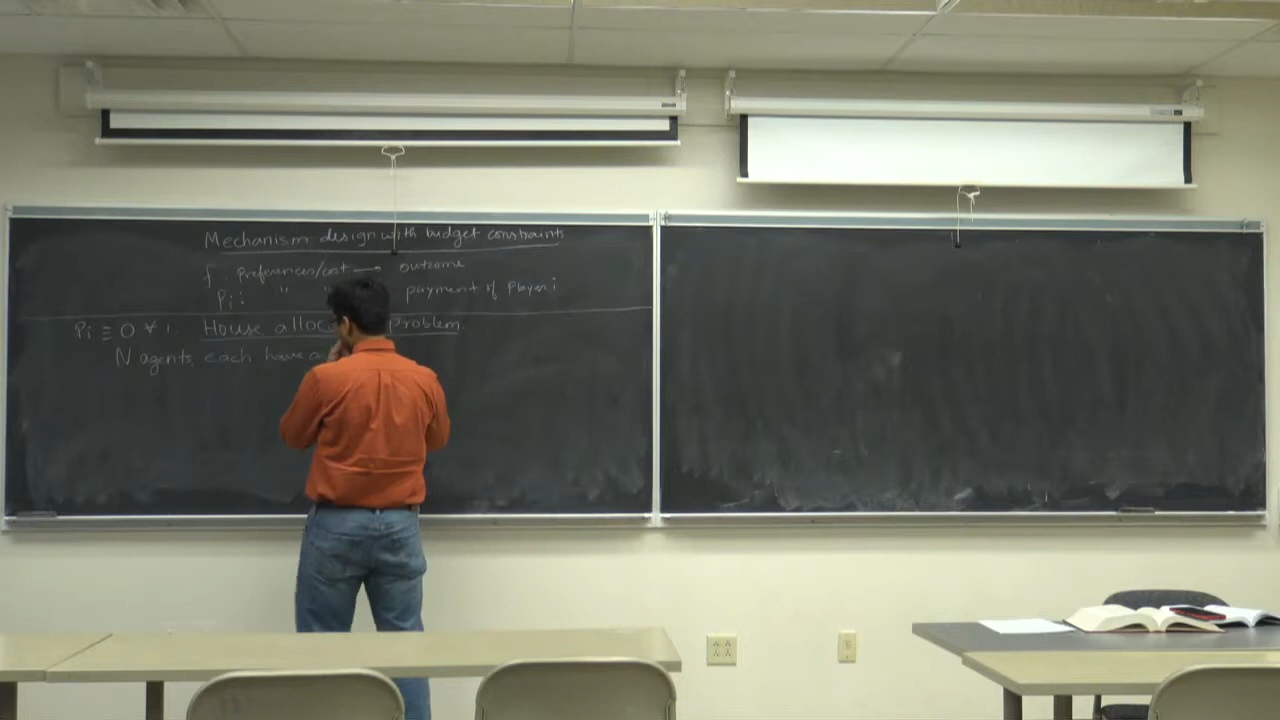 Mechanism design with budget constraints
f : Preferences/cost → outcome
Pi : " " payment of Player i
Pi ≡ 0 ∀ i House alloc problem.
N agents, each have a